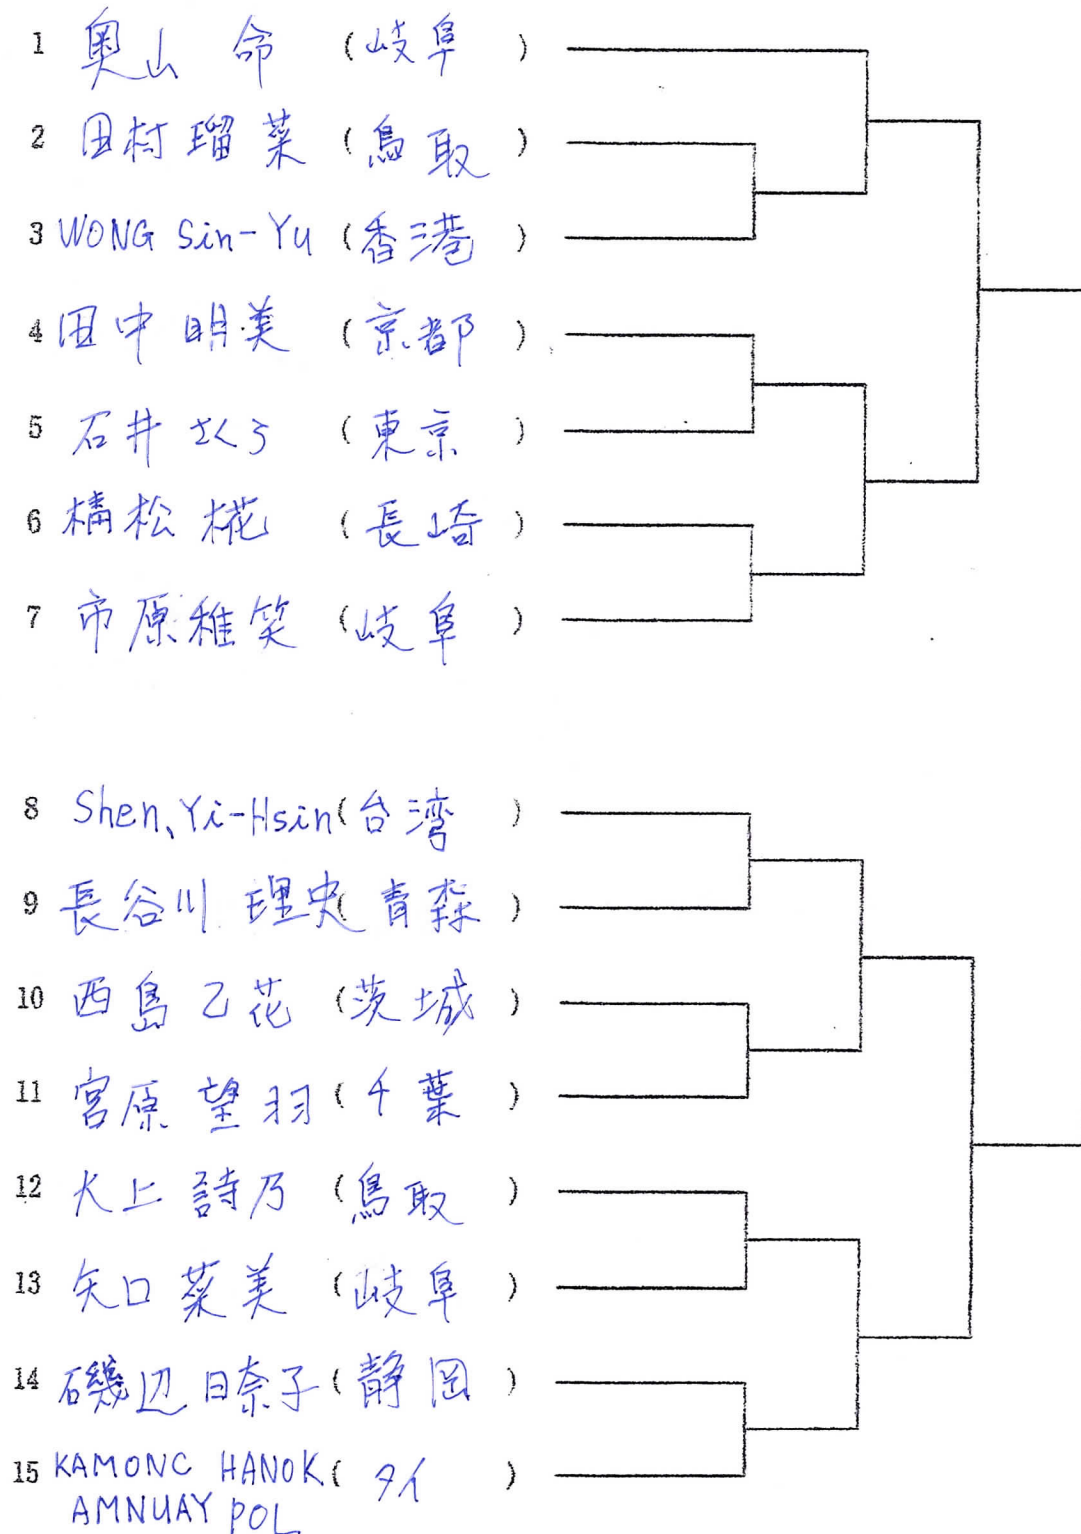 1 奥山 命 (岐阜)
2 田村 瑠菜 (鳥取)
3 WONG Sin-Yu (香港)
4 田中 明美 (京都)
5 石井 さくら (東京)
6 構松 椛 (長崎)
7 市原 稚笑 (岐阜)
8 Shen, Yi-Hsin (台湾)
9 長谷川 理央 (青森)
10 西島 乙花 (茨城)
11 宮原 望羽 (千葉)
12 大上 詩乃 (鳥取)
13 矢口 菜美 (岐阜)
14 磯辺 日奈子 (静岡)
15 KAMONC HANOK (タイ)
AMNUAY POL